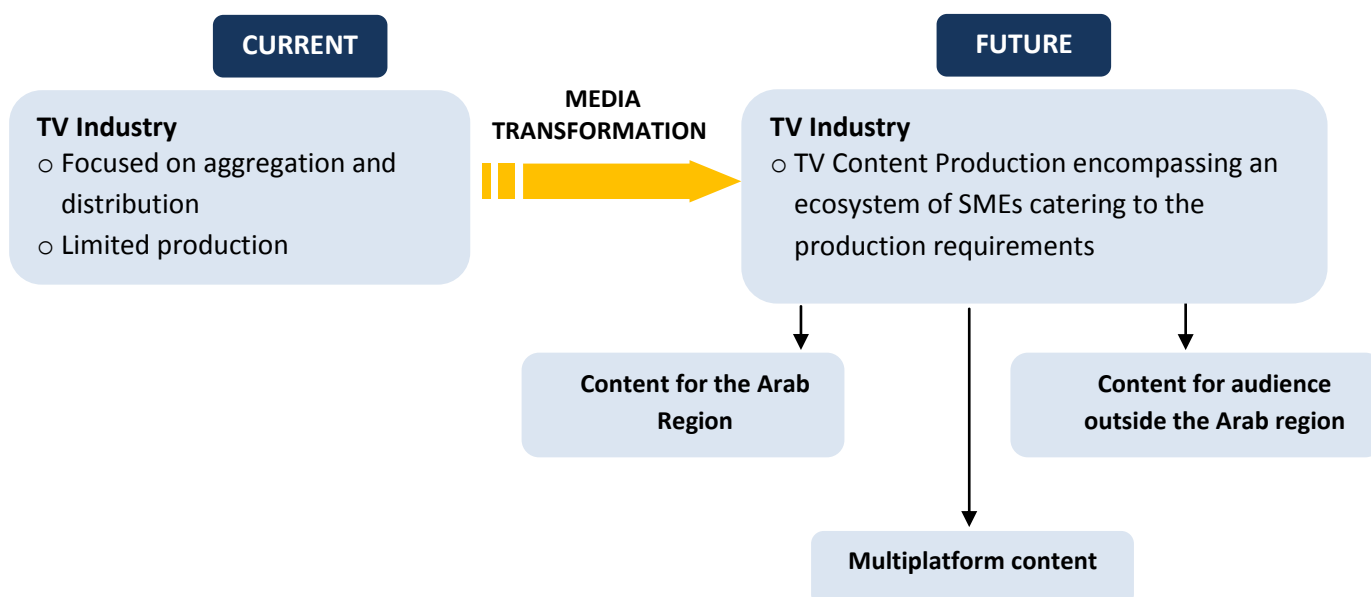 CURRENT
FUTURE
TV Industry
○ Focused on aggregation and
distribution
○ Limited production
MEDIA
TRANSFORMATION
TV Industry
○ TV Content Production encompassing an
ecosystem of SMEs catering to the
production requirements
Content for the Arab
Region
Content for audience
outside the Arab region
Multiplatform content